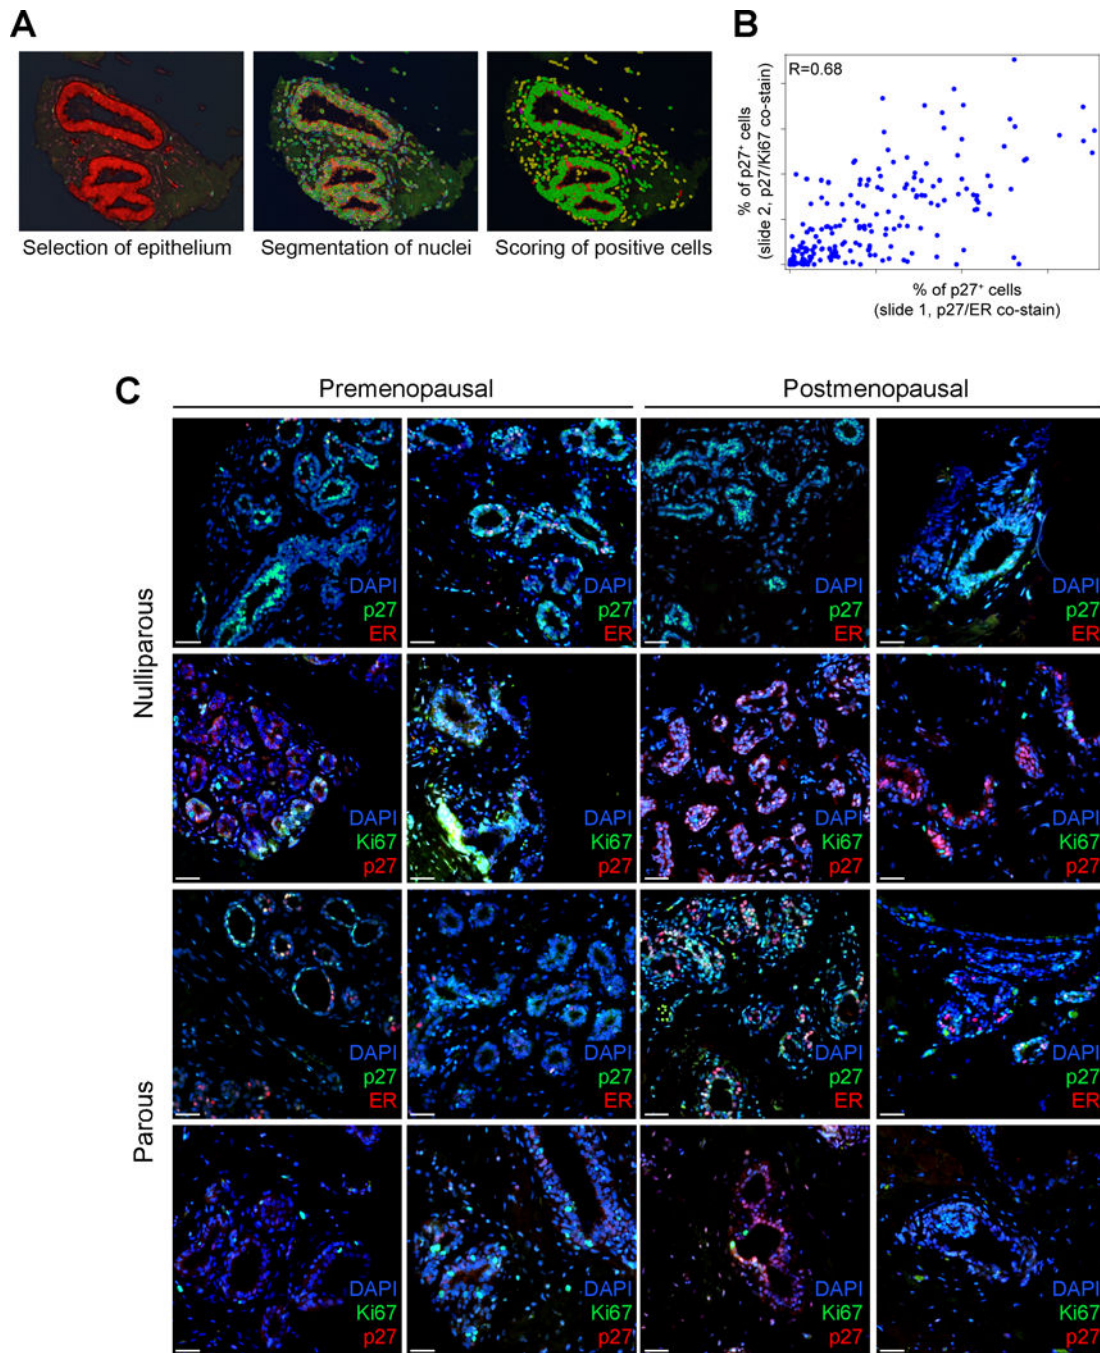 A
B
Selection of epithelium
Segmentation of nuclei
Scoring of positive cells
R=0.68
% of p27⁺ cells
(slide 2, p27/Ki67 co-stain)
% of p27⁺ cells
(slide 1, p27/ER co-stain)
C
Premenopausal
Postmenopausal
Nulliparous
DAPI
p27
ER
DAPI
p27
ER
DAPI
p27
ER
DAPI
p27
ER
DAPI
Ki67
p27
DAPI
Ki67
p27
DAPI
Ki67
p27
DAPI
Ki67
p27
Parous
DAPI
p27
ER
DAPI
p27
ER
DAPI
p27
ER
DAPI
p27
ER
DAPI
Ki67
p27
DAPI
Ki67
p27
DAPI
Ki67
p27
DAPI
Ki67
p27